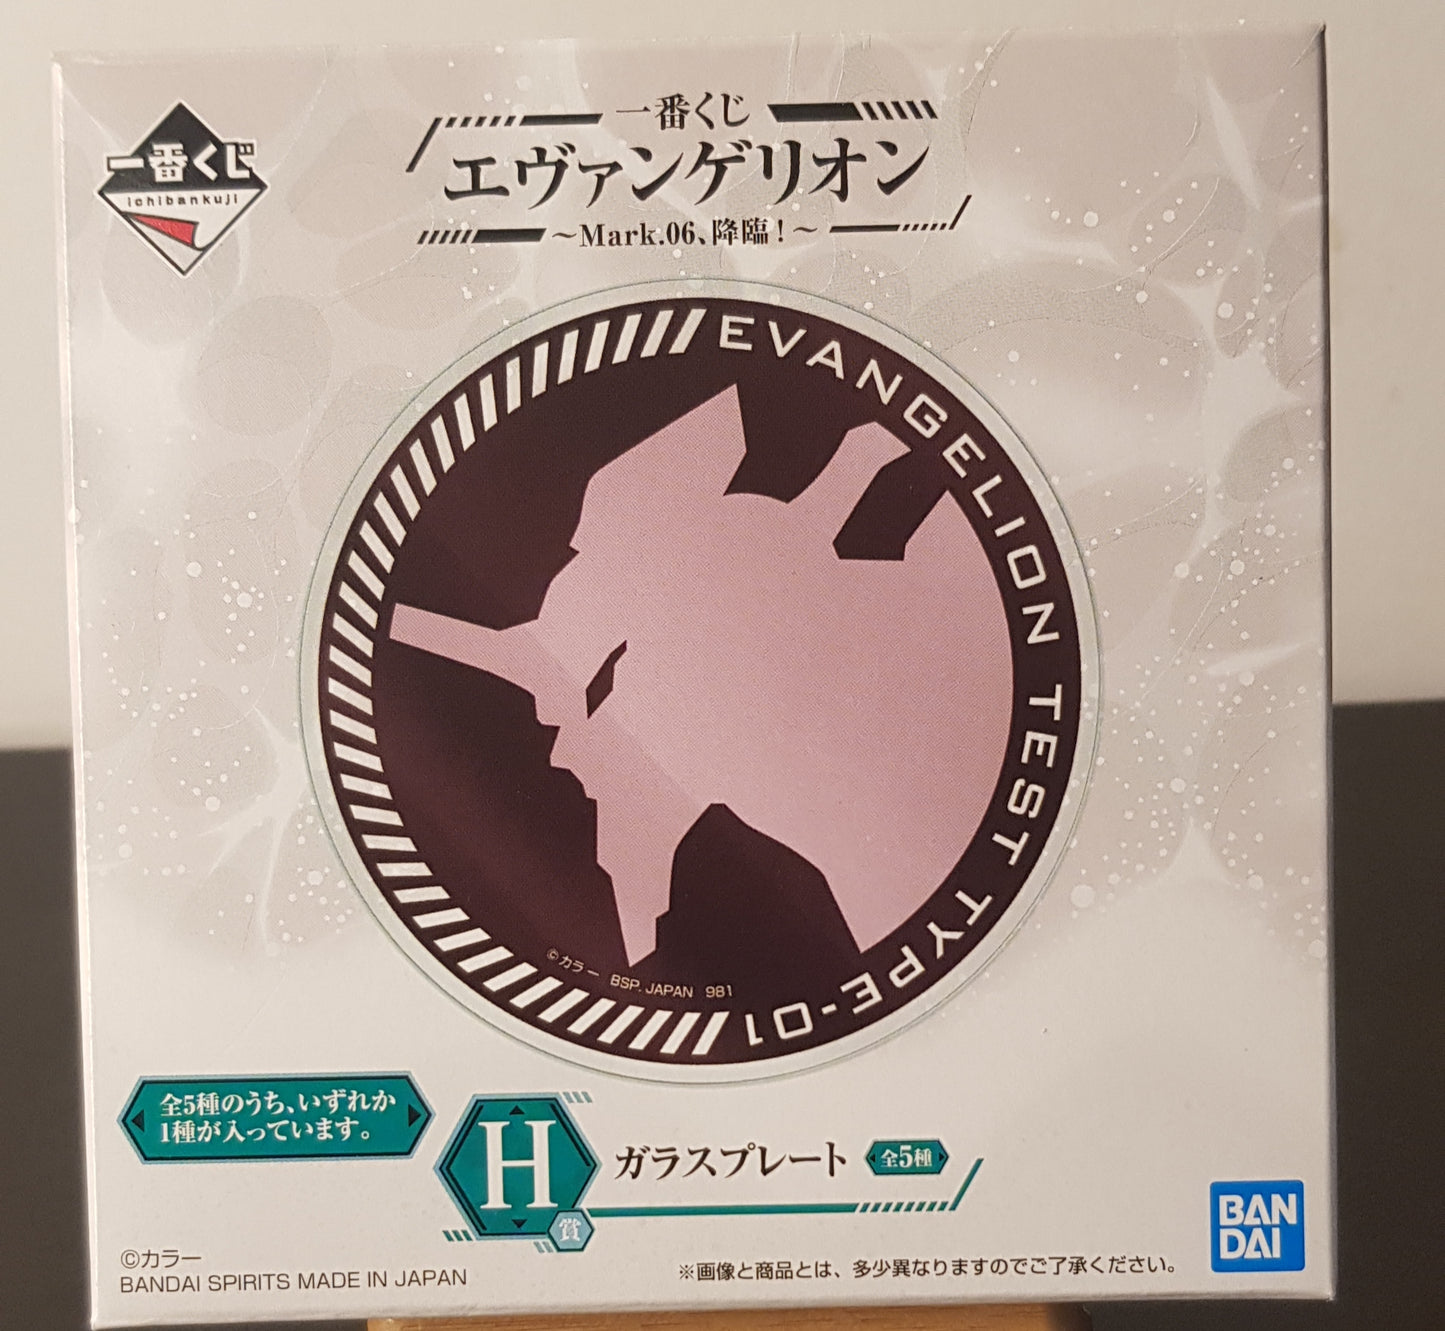 一番くじ
ichibankuji
一番くじ
エヴァンゲリオン
～Mark.06、降臨！～
EVANGELION TEST TYPE-01
©カラー BSP. JAPAN 981
全5種のうち、いずれか
1種が入っています。
H賞
ガラスプレート 全5種
©カラー
BANDAI SPIRITS MADE IN JAPAN
※画像と商品とは、多少異なりますのでご了承ください。
BAN
DAI